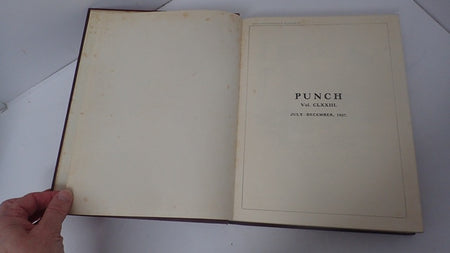 PUNCH
Vol. CLXXIII.
JULY—DECEMBER, 1927.